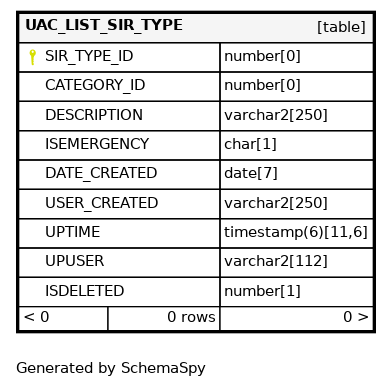 UAC_LIST_SIR_TYPE [table]
SIR_TYPE_ID number[0]
CATEGORY_ID number[0]
DESCRIPTION varchar2[250]
ISEMERGENCY char[1]
DATE_CREATED date[7]
USER_CREATED varchar2[250]
UPTIME timestamp(6)[11,6]
UPUSER varchar2[112]
ISDELETED number[1]
< 0 0 rows 0 >
Generated by SchemaSpy